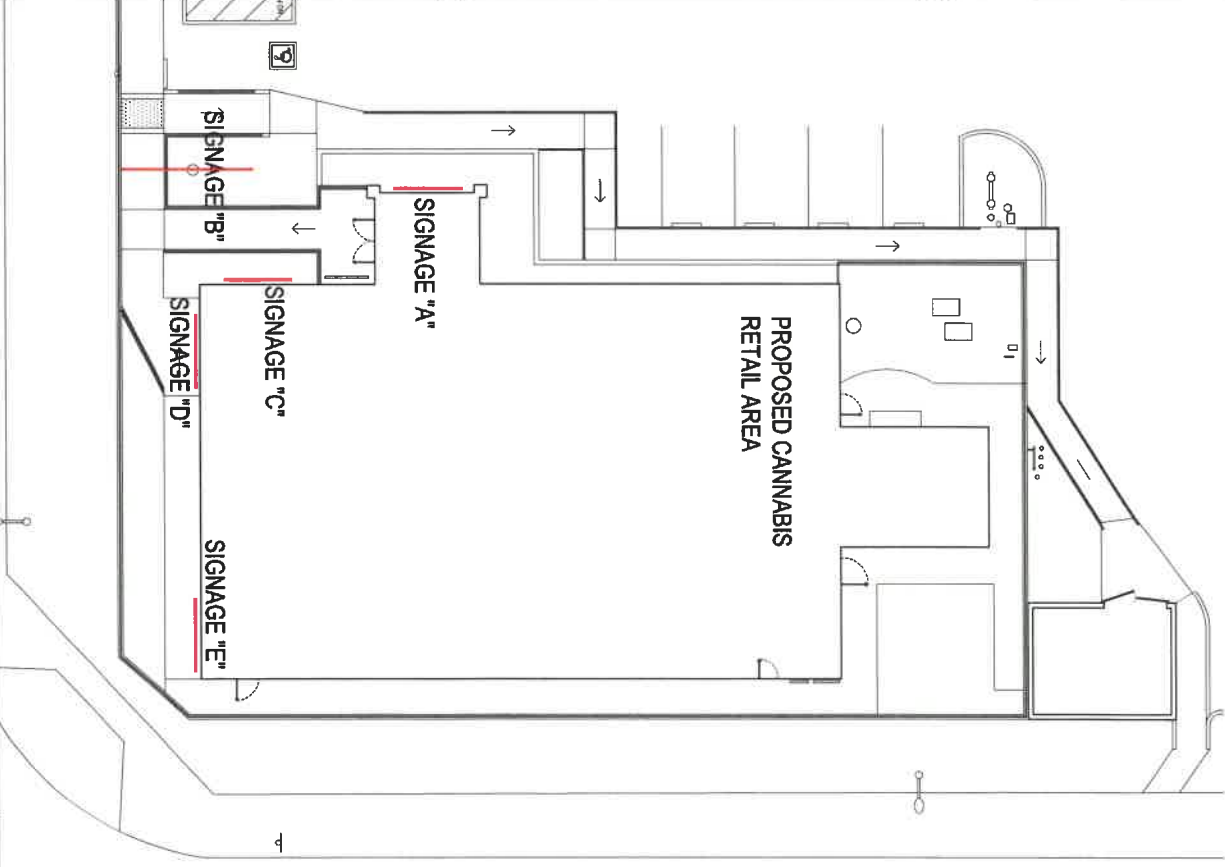 SIGNAGE "B"
SIGNAGE "A"
SIGNAGE "C"
SIGNAGE "D"
SIGNAGE "E"
PROPOSED CANNABIS
RETAIL AREA